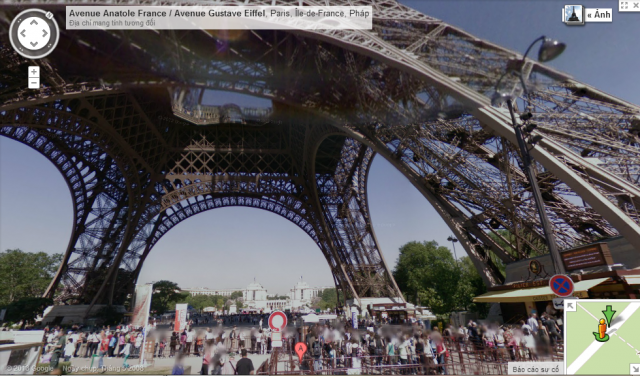 Avenue Anatole France / Avenue Gustave Eiffel, Paris, Île-de-France, Pháp
Địa chỉ mang tính tương đối
« Ảnh
A
Báo cáo sự cố